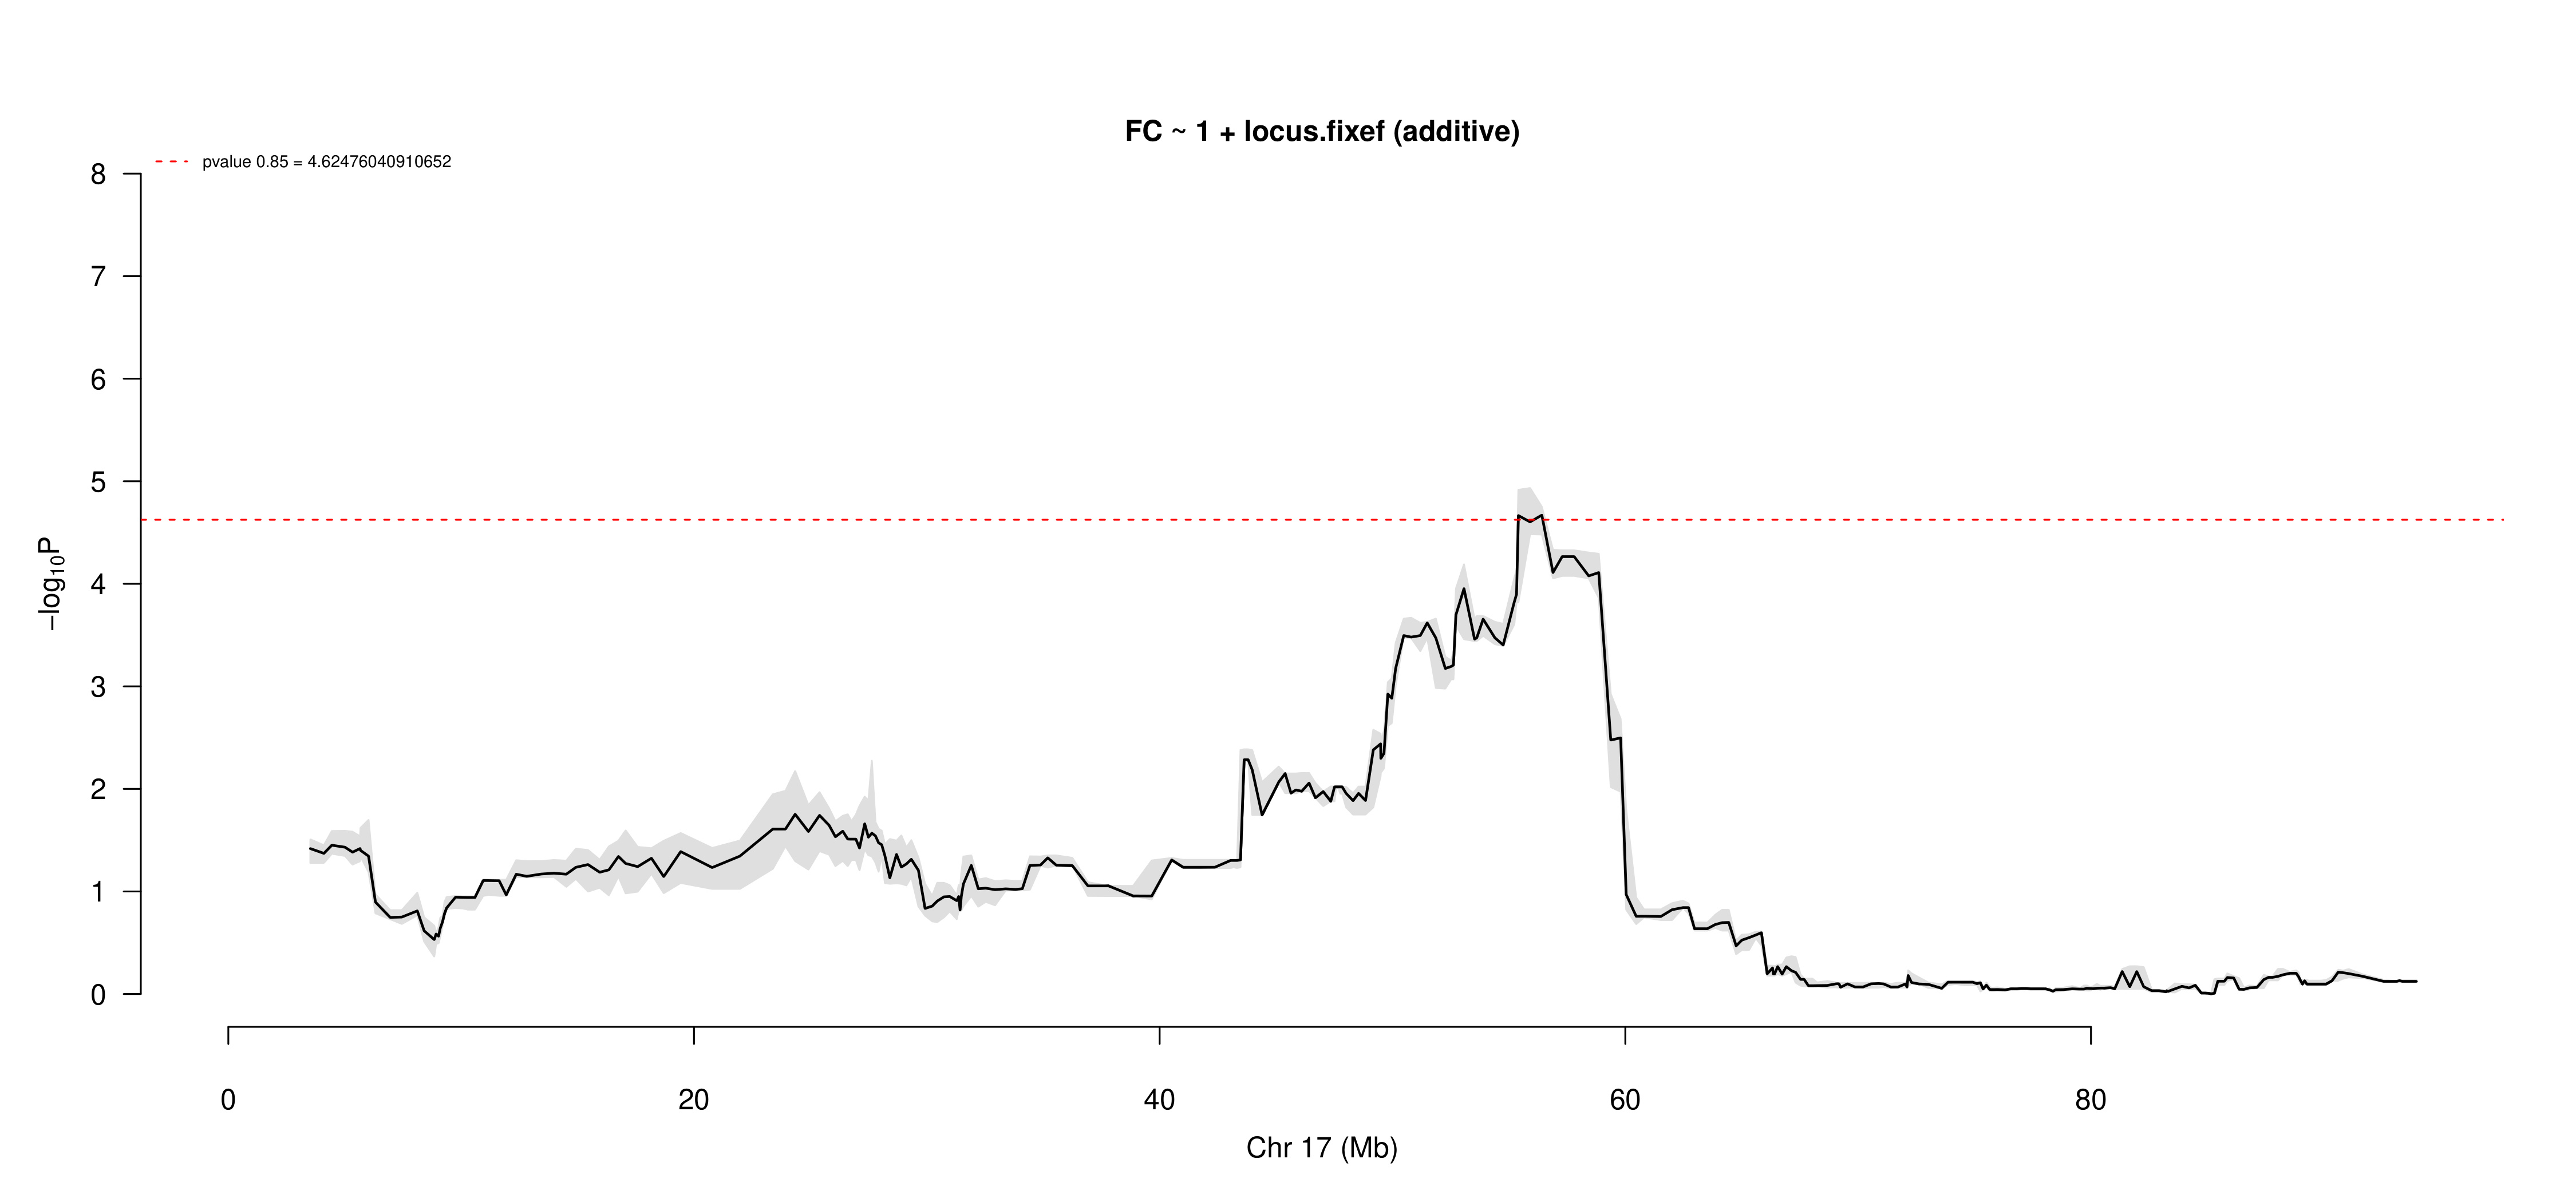 FC ~ 1 + locus.fixef (additive)
pvalue 0.85 = 4.62476040910652
8
7
6
5
4
3
2
1
0
−log10P
0 20 40 60 80
Chr 17 (Mb)